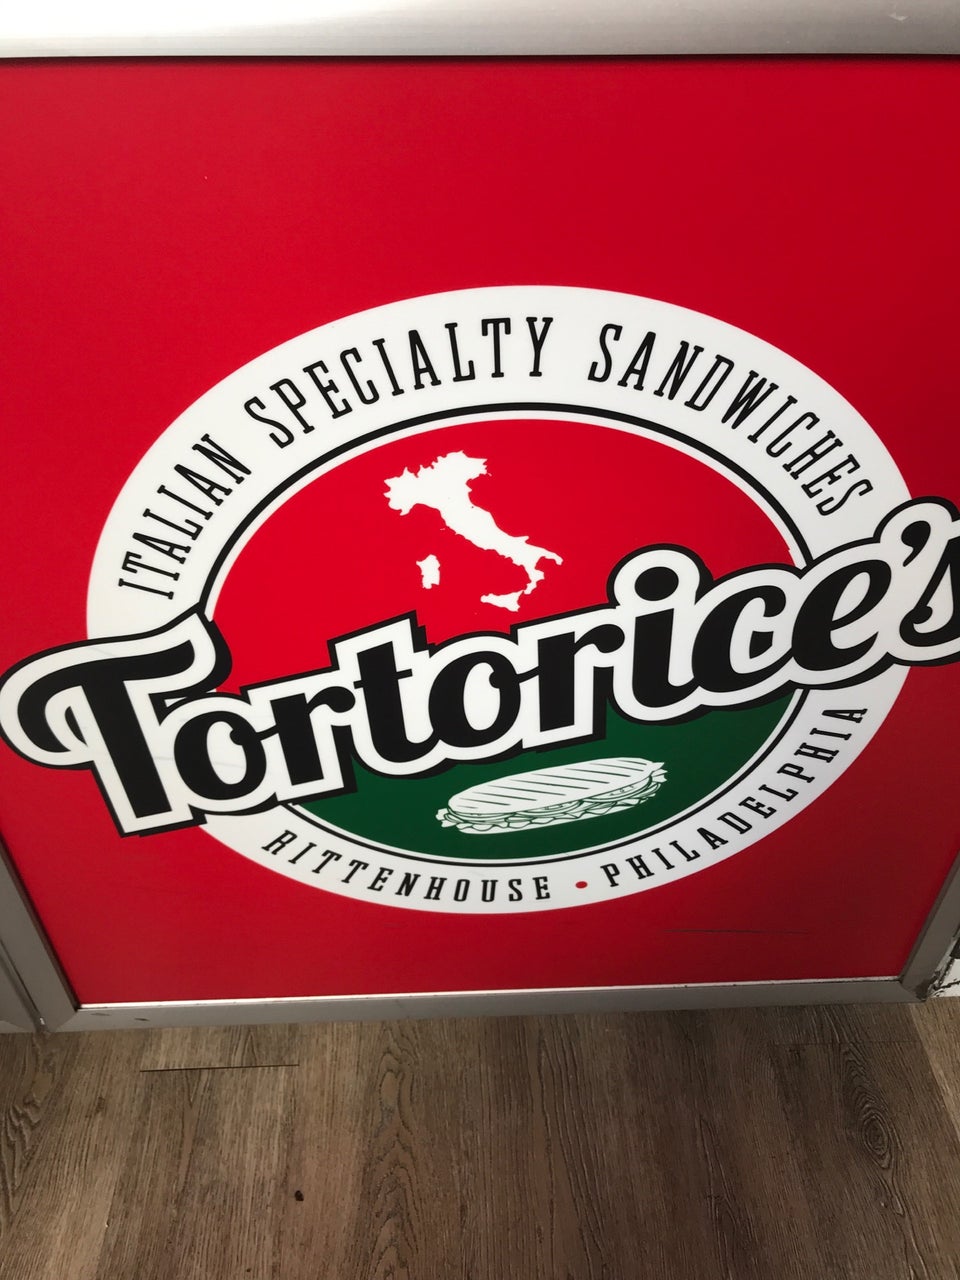 ITALIAN SPECIALTY SANDWICHES
Tortorice's
RITTENHOUSE • PHILADELPHIA